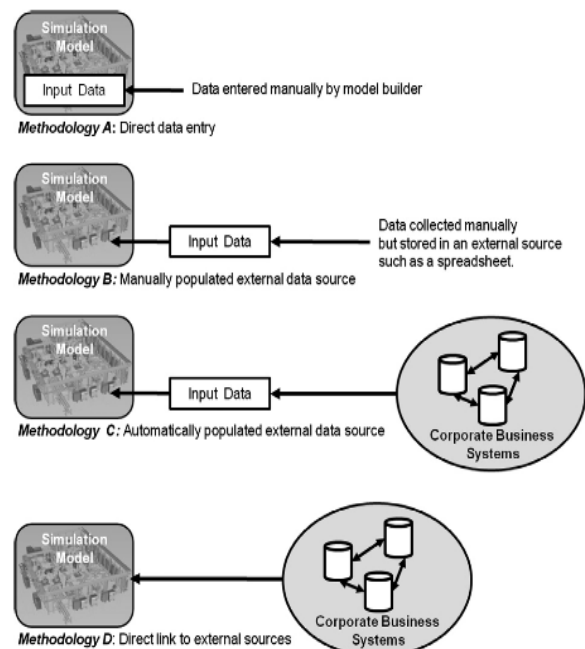 Simulation
Model
Input Data
Data entered manually by model builder
Methodology A: Direct data entry
Simulation
Model
Input Data
Data collected manually
but stored in an external source
such as a spreadsheet.
Methodology B: Manually populated external data source
Simulation
Model
Input Data
Corporate Business
Systems
Methodology C: Automatically populated external data source
Simulation
Model
Corporate Business
Systems
Methodology D: Direct link to external sources